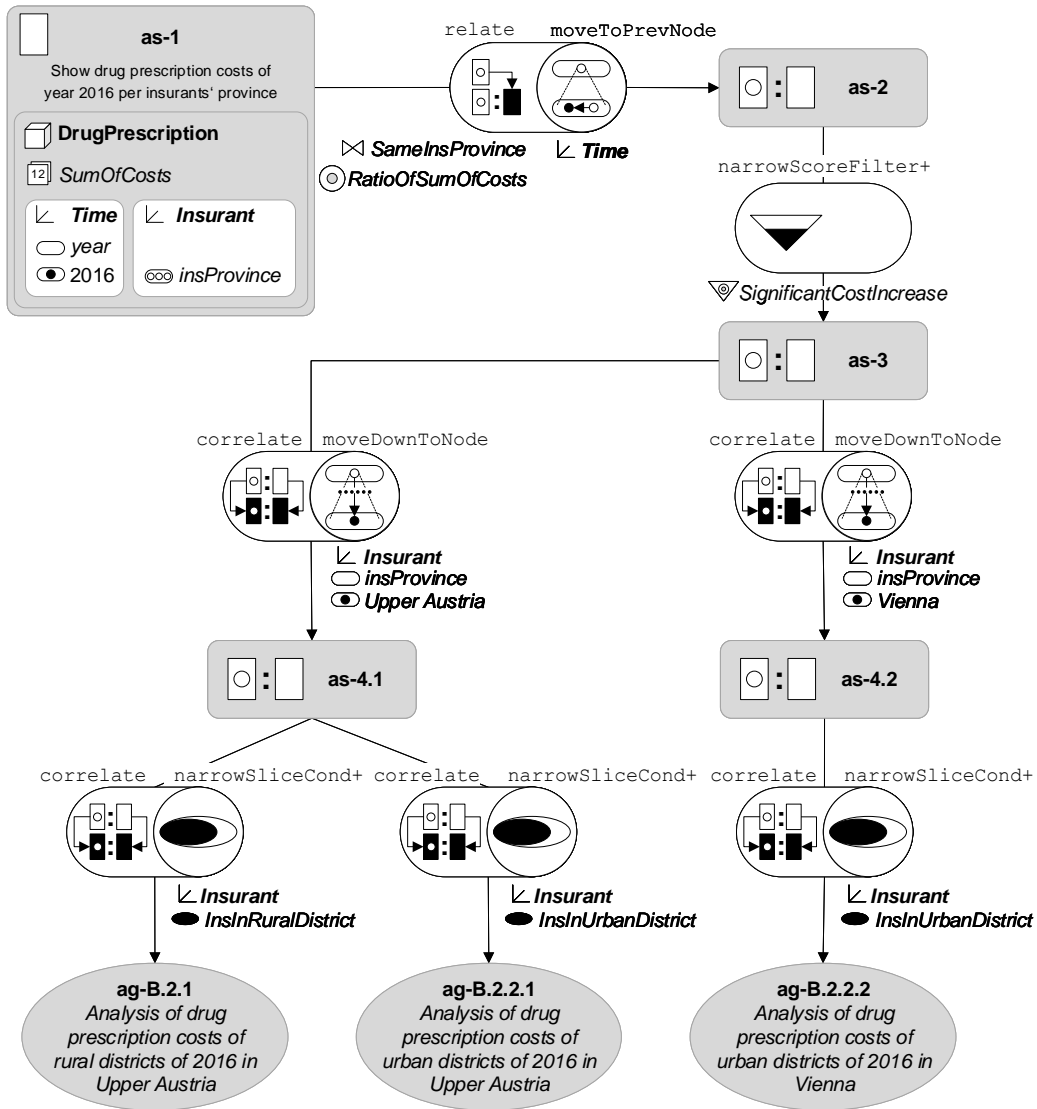 as-1
Show drug prescription costs of
year 2016 per insurants' province
DrugPrescription
12 SumOfCosts
Time
year
2016
Insurant
insProvince
relate moveToPrevNode
SameInsProvince
RatioOfSumOfCosts
Time
: as-2
narrowScoreFilter+
SignificantCostIncrease
: as-3
correlate moveDownToNode
Insurant
insProvince
Upper Austria
correlate moveDownToNode
Insurant
insProvince
Vienna
: as-4.1
: as-4.2
correlate narrowSliceCond+
Insurant
InsInRuralDistrict
correlate narrowSliceCond+
Insurant
InsInUrbanDistrict
correlate narrowSliceCond+
Insurant
InsInUrbanDistrict
ag-B.2.1
Analysis of drug
prescription costs of
rural districts of 2016 in
Upper Austria
ag-B.2.2.1
Analysis of drug
prescription costs of
urban districts of 2016 in
Upper Austria
ag-B.2.2.2
Analysis of drug
prescription costs of
urban districts of 2016 in
Vienna